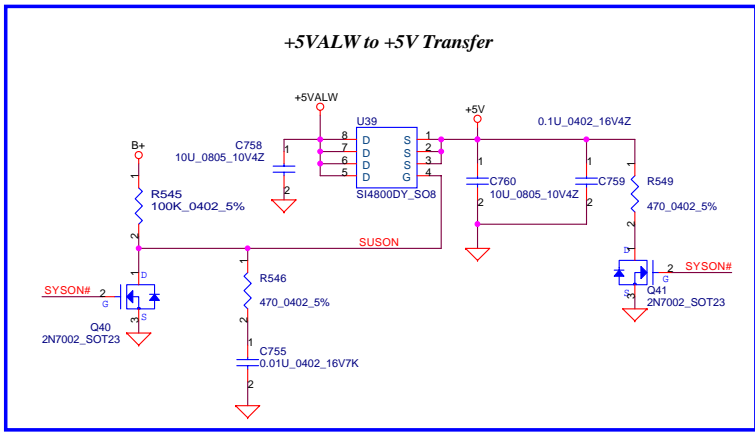 +5VALW to +5V Transfer
+5VALW
+5V
U39
0.1U_0402_16V4Z
B+
C758
10U_0805_10V4Z
1
2
8 D S 1
7 D S 2
6 D S 3
5 D G 4
SI4800DY_SO8
1
2
C760
10U_0805_10V4Z
1
2
C759
1
2
R549
470_0402_5%
1
2
R545
100K_0402_5%
SUSON
SYSON# 2
G
1
D
3
S
Q40
2N7002_SOT23
1
R546
470_0402_5%
2
1
C755
0.01U_0402_16V7K
2
1
D
2 SYSON#
G
S
3
Q41
2N7002_SOT23